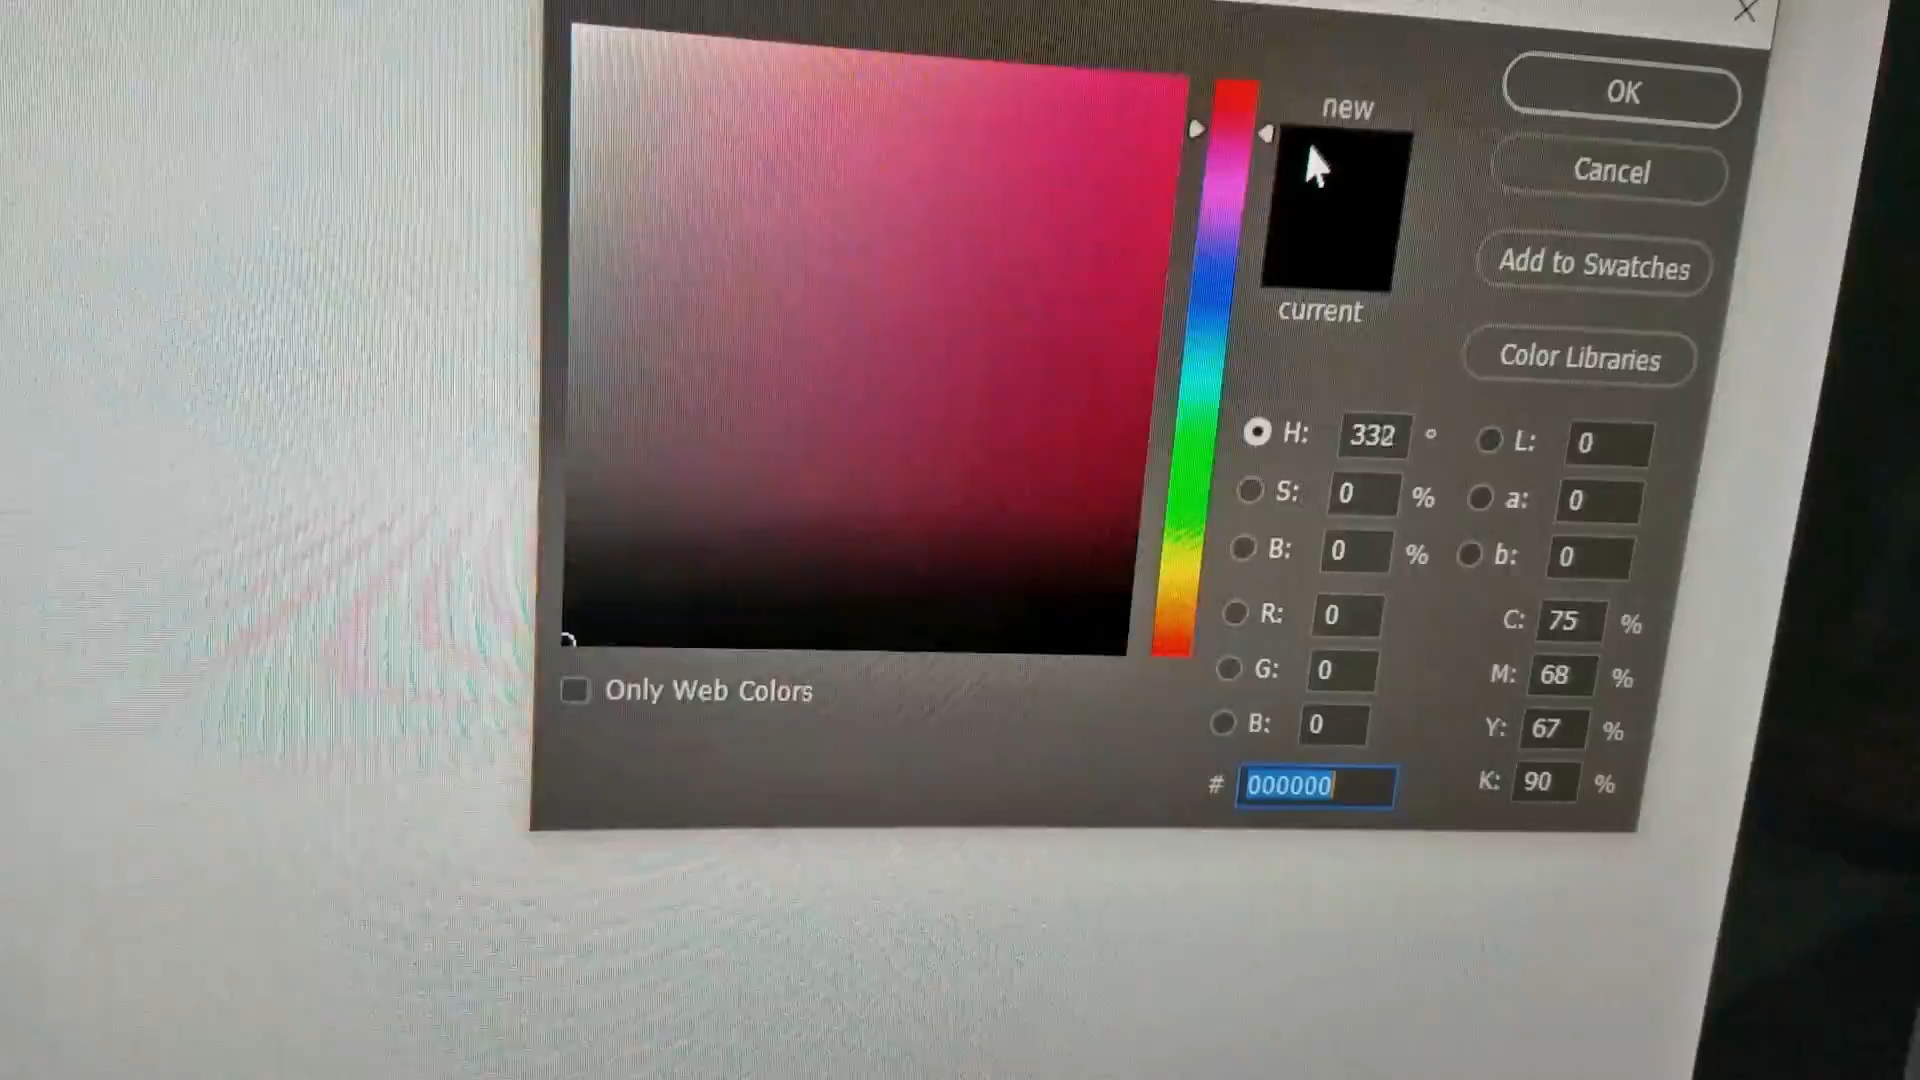 new
OK
Cancel
Add to Swatches
current
Color Libraries
H: 332 °
L: 0
S: 0 %
a: 0
B: 0 %
b: 0
R: 0
C: 75 %
G: 0
M: 68 %
B: 0
Y: 67 %
# 000000
K: 90 %
Only Web Colors